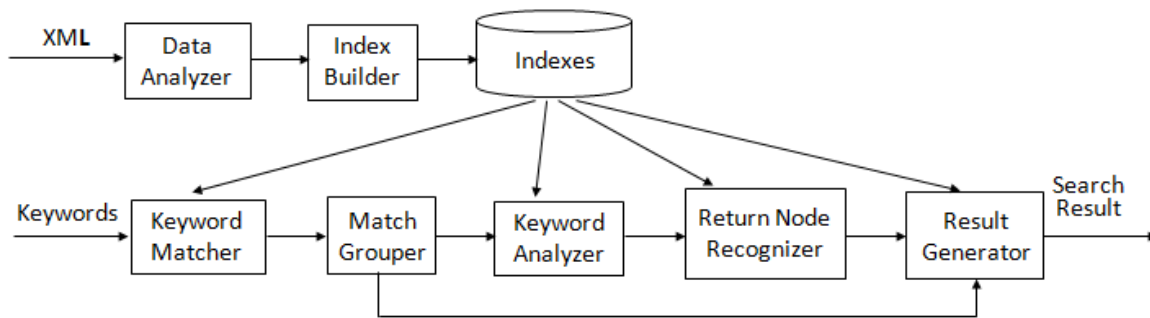 XML
Data
Analyzer
Index
Builder
Indexes
Keywords
Keyword
Matcher
Match
Grouper
Keyword
Analyzer
Return Node
Recognizer
Result
Generator
Search
Result